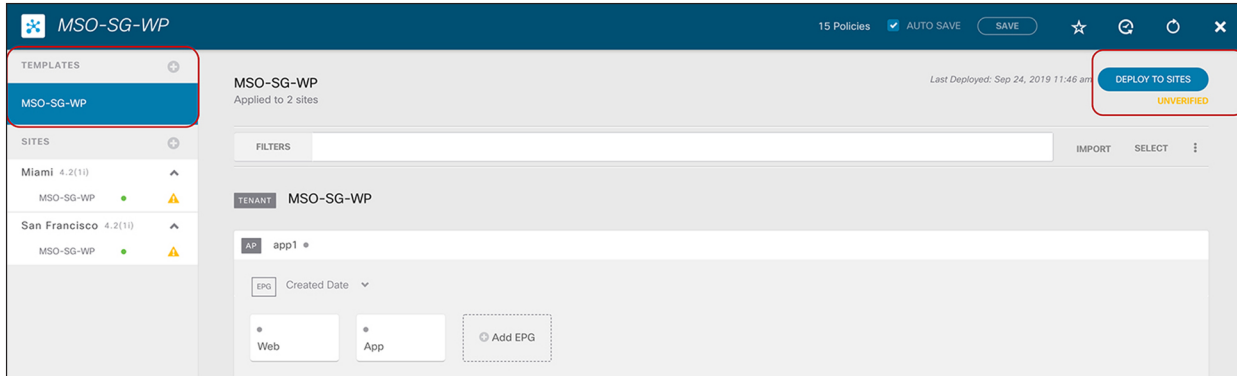 MSO-SG-WP
15 Policies
AUTO SAVE
SAVE
TEMPLATES
MSO-SG-WP
SITES
Miami 4.2(1i)
MSO-SG-WP
San Francisco 4.2(1i)
MSO-SG-WP
MSO-SG-WP
Applied to 2 sites
Last Deployed: Sep 24, 2019 11:46 am
DEPLOY TO SITES
UNVERIFIED
FILTERS
IMPORT
SELECT
TENANT MSO-SG-WP
AP app1
EPG Created Date
Web
App
Add EPG